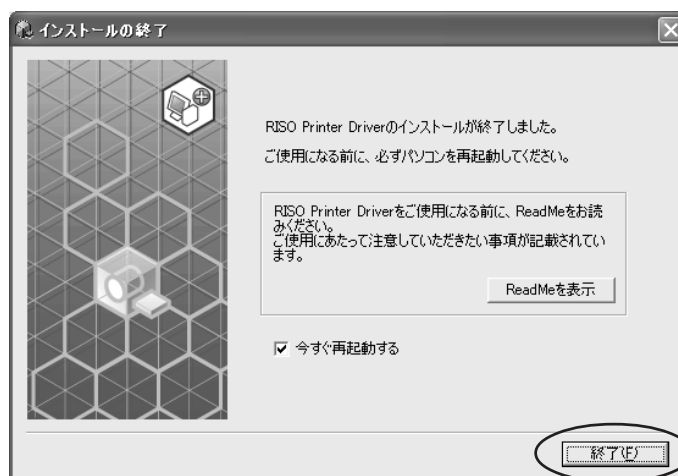 インストールの終了
RISO Printer Driverのインストールが終了しました。
ご使用になる前に、必ずパソコンを再起動してください。
RISO Printer Driverをご使用になる前に、ReadMeをお読
みください。
ご使用にあたって注意していただきたい事項が記載されていい
ます。
ReadMeを表示
今すぐ再起動する
終了(F)